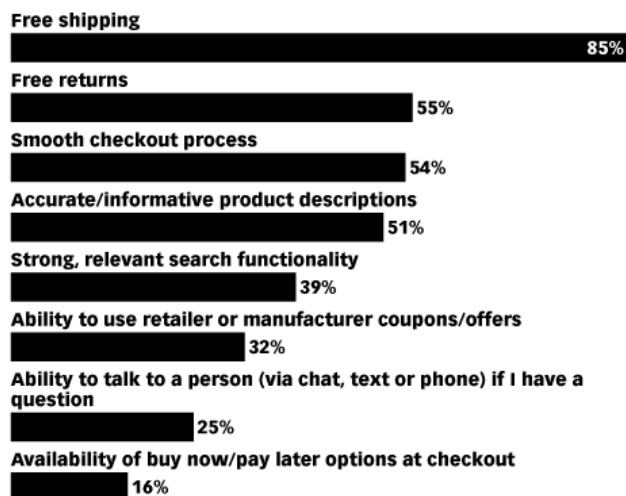 Free shipping
85%
Free returns
55%
Smooth checkout process
54%
Accurate/informative product descriptions
51%
Strong, relevant search functionality
39%
Ability to use retailer or manufacturer coupons/offers
32%
Ability to talk to a person (via chat, text or phone) if I have a
question
25%
Availability of buy now/pay later options at checkout
16%